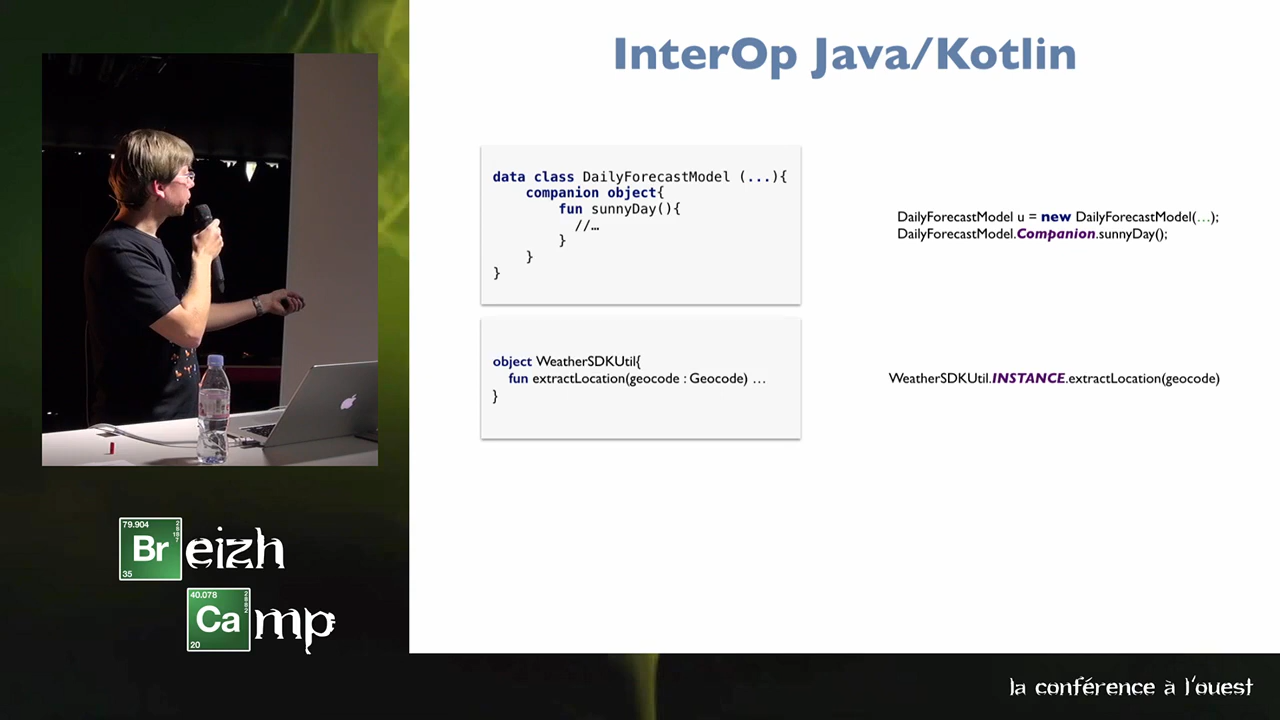 InterOp Java/Kotlin
data class DailyForecastModel (...){
companion object{
fun sunnyDay(){
//…
}
}
}
DailyForecastModel u = new DailyForecastModel(…);
DailyForecastModel.Companion.sunnyDay();
object WeatherSDKUtil{
fun extractLocation(geocode : Geocode) …
}
WeatherSDKUtil.INSTANCE.extractLocation(geocode)
79.904
Br
35
eizh
40.078
Ca
20
mp
la conférence à l'ouest